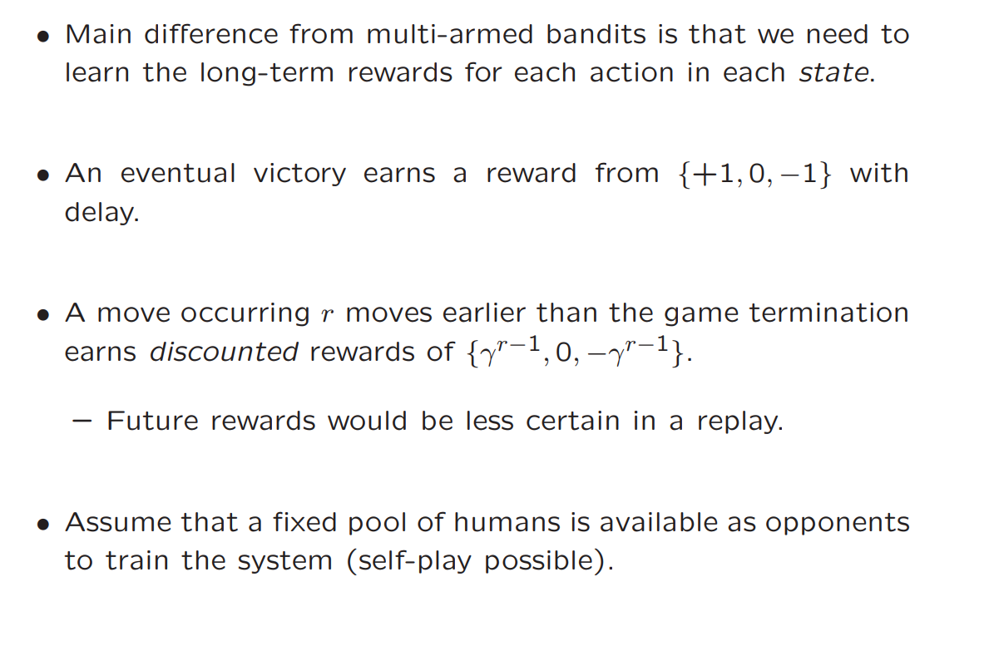 • Main difference from multi-armed bandits is that we need to
learn the long-term rewards for each action in each state.
• An eventual victory earns a reward from {+1, 0, −1} with
delay.
• A move occurring r moves earlier than the game termination
earns discounted rewards of {γ^{r−1}, 0, −γ^{r−1}}.
– Future rewards would be less certain in a replay.
• Assume that a fixed pool of humans is available as opponents
to train the system (self-play possible).